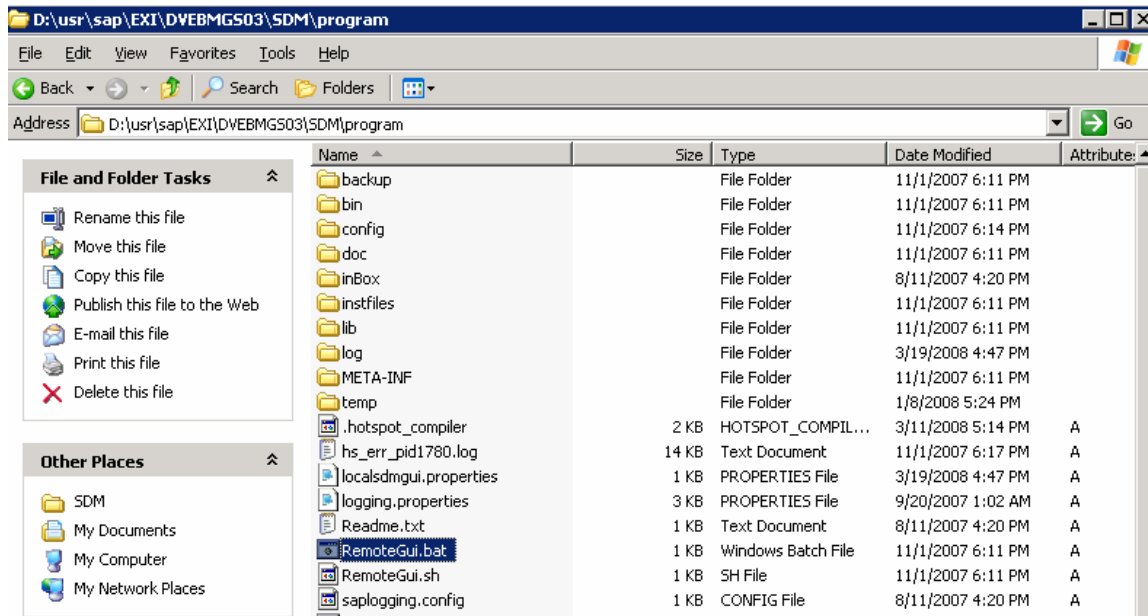 D:\usr\sap\EXI\DVEBMGS03\SDM\program
File Edit View Favorites Tools Help
Back Search Folders
Address D:\usr\sap\EXI\DVEBMGS03\SDM\program Go
File and Folder Tasks
Rename this file
Move this file
Copy this file
Publish this file to the Web
E-mail this file
Print this file
Delete this file
Other Places
SDM
My Documents
My Computer
My Network Places
Name Size Type Date Modified Attributes
backup File Folder 11/1/2007 6:11 PM
bin File Folder 11/1/2007 6:11 PM
config File Folder 11/1/2007 6:14 PM
doc File Folder 11/1/2007 6:11 PM
inBox File Folder 8/11/2007 4:20 PM
instfiles File Folder 11/1/2007 6:11 PM
lib File Folder 11/1/2007 6:11 PM
log File Folder 3/19/2008 4:47 PM
META-INF File Folder 11/1/2007 6:11 PM
temp File Folder 1/8/2008 5:24 PM
.hotspot_compiler 2 KB HOTSPOT_COMPIL... 3/11/2008 5:14 PM A
hs_err_pid1780.log 14 KB Text Document 11/1/2007 6:17 PM A
localsdmgui.properties 1 KB PROPERTIES File 3/19/2008 4:47 PM A
logging.properties 3 KB PROPERTIES File 9/20/2007 1:02 AM A
Readme.txt 1 KB Text Document 8/11/2007 4:20 PM A
RemoteGui.bat 1 KB Windows Batch File 11/1/2007 6:11 PM A
RemoteGui.sh 1 KB SH File 11/1/2007 6:11 PM A
saplogging.config 1 KB CONFIG File 8/11/2007 4:20 PM A